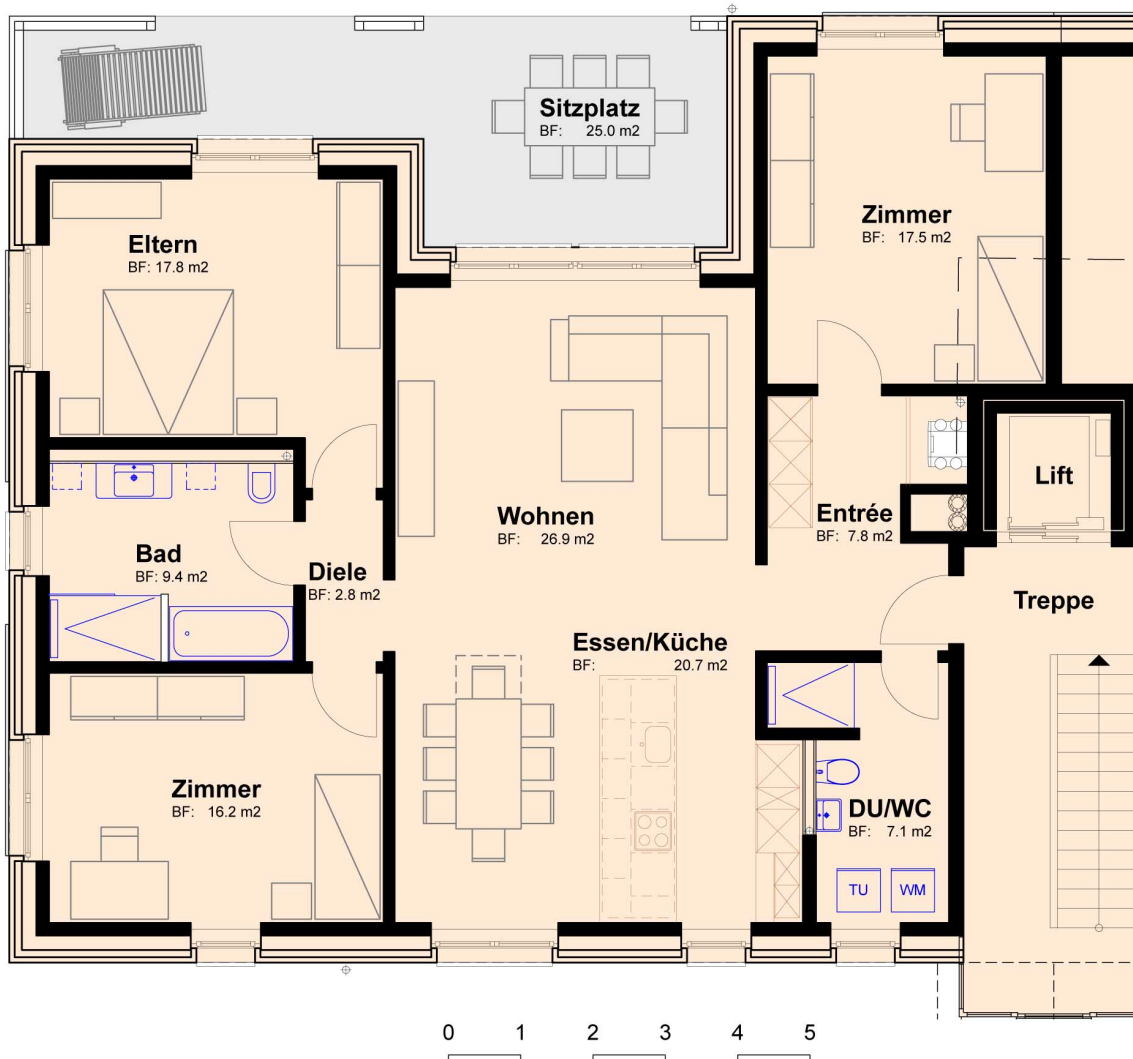 Sitzplatz
BF: 25.0 m2
Zimmer
BF: 17.5 m2
Eltern
BF: 17.8 m2
Wohnen
BF: 26.9 m2
Entrée
BF: 7.8 m2
Lift
Bad
BF: 9.4 m2
Diele
BF: 2.8 m2
Treppe
Essen/Küche
BF: 20.7 m2
Zimmer
BF: 16.2 m2
DU/WC
BF: 7.1 m2
TU WM
0 1 2 3 4 5